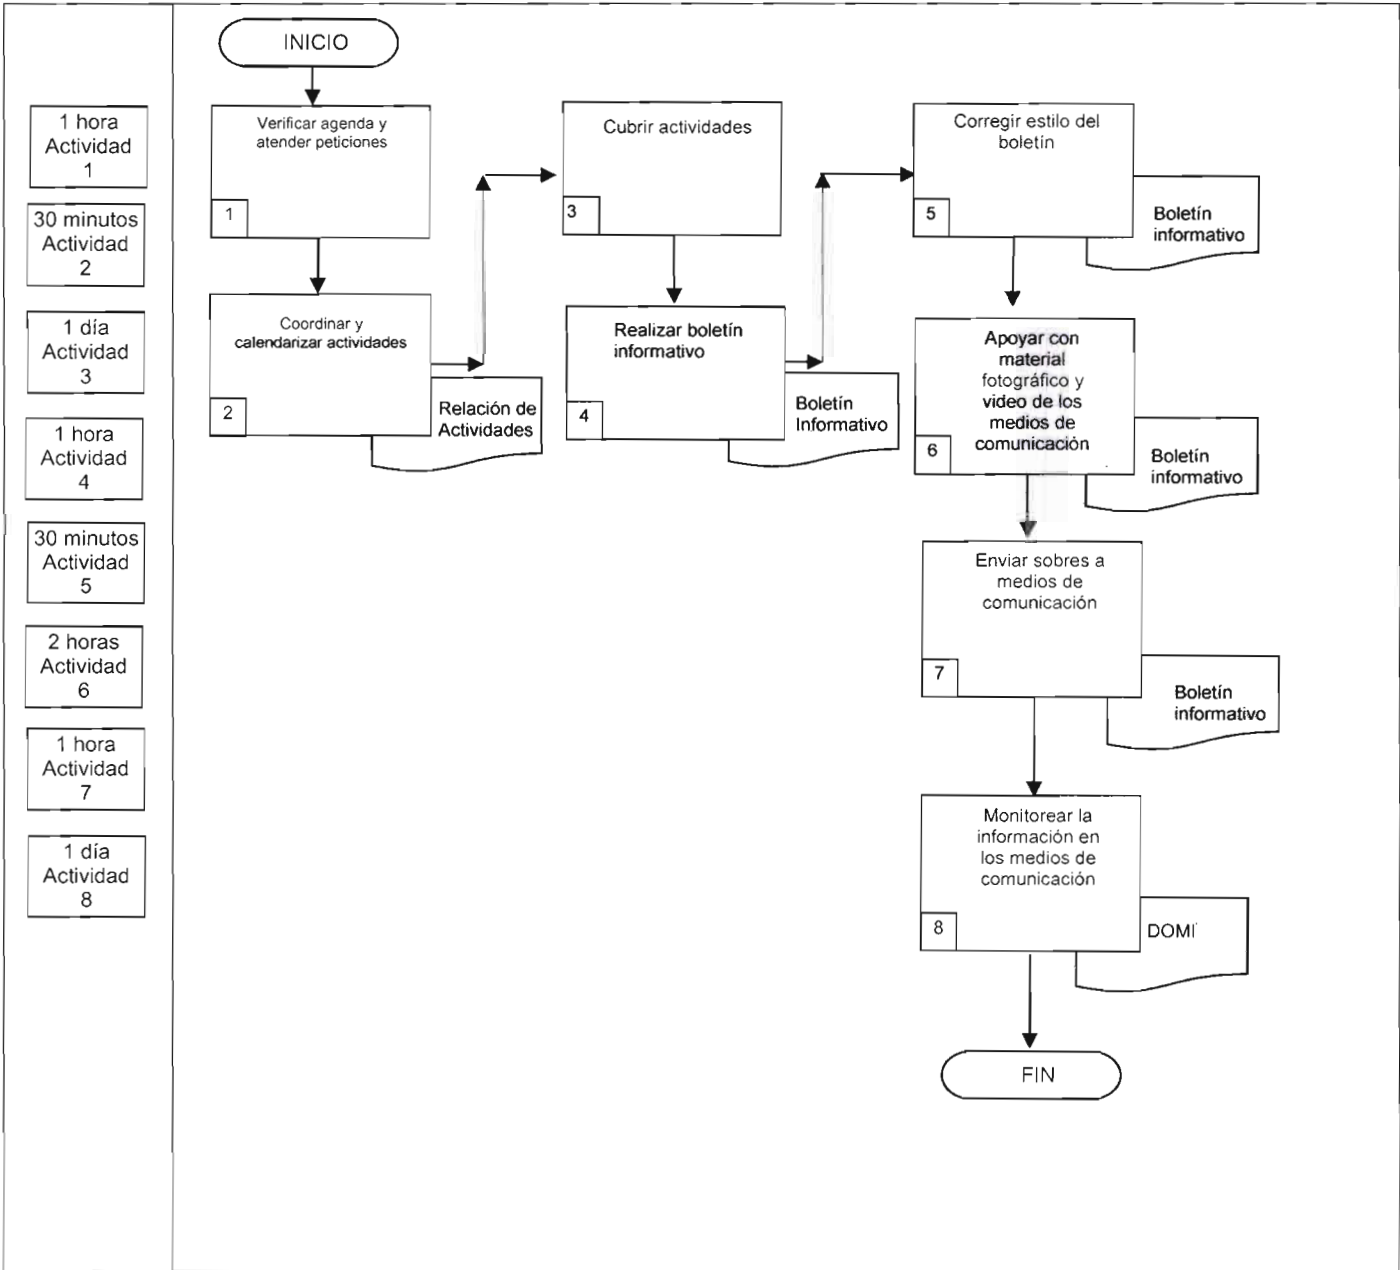 1 hora
Actividad
1
30 minutos
Actividad
2
1 día
Actividad
3
1 hora
Actividad
4
30 minutos
Actividad
5
2 horas
Actividad
6
1 hora
Actividad
7
1 día
Actividad
8
INICIO
Verificar agenda y
atender peticiones
1
Coordinar y
calendarizar actividades
2
Relación de
Actividades
Cubrir actividades
3
Realizar boletín
informativo
4
Boletín
Informativo
Corregir estilo del
boletín
5
Boletín
informativo
Apoyar con
material
fotográfico y
video de los
medios de
comunicación
6
Boletín
informativo
Enviar sobres a
medios de
comunicación
7
Boletín
informativo
Monitorear la
información en
los medios de
comunicación
8
DOMI
FIN